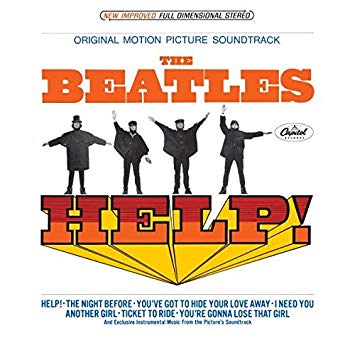 NEW IMPROVED FULL DIMENSIONAL STEREO
ORIGINAL MOTION PICTURE SOUNDTRACK
THE
BEATLES
Capitol
RECORDS
HELP!
HELP! • THE NIGHT BEFORE • YOU'VE GOT TO HIDE YOUR LOVE AWAY • I NEED YOU
ANOTHER GIRL • TICKET TO RIDE • YOU'RE GONNA LOSE THAT GIRL
And Exclusive Instrumental Music From the Picture's Soundtrack